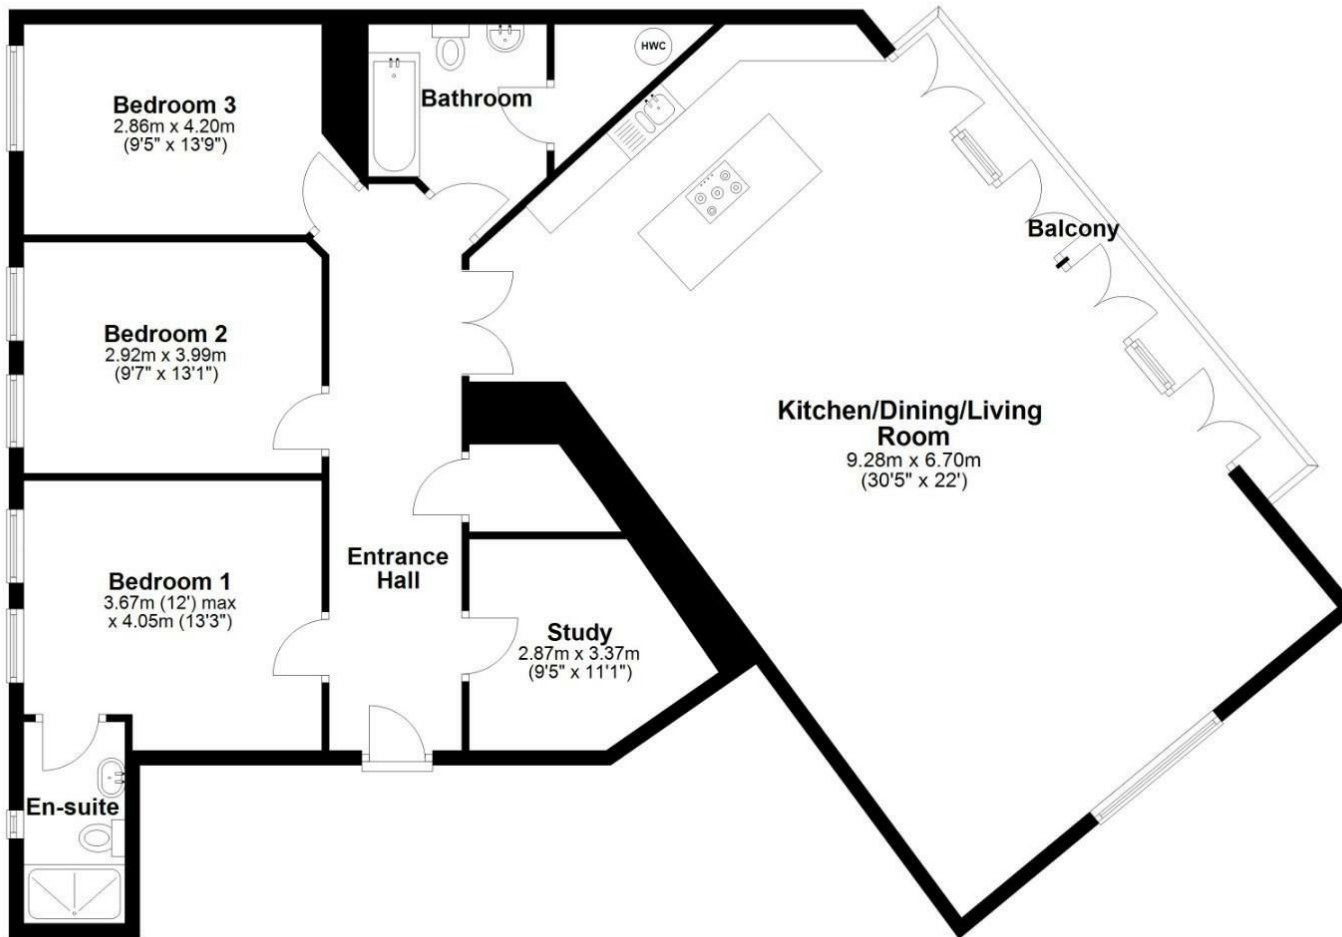 Bedroom 3
2.86m x 4.20m
(9'5" x 13'9")
Bathroom
HWC
Balcony
Bedroom 2
2.92m x 3.99m
(9'7" x 13'1")
Kitchen/Dining/Living
Room
9.28m x 6.70m
(30'5" x 22')
Bedroom 1
3.67m (12') max
x 4.05m (13'3")
Entrance
Hall
Study
2.87m x 3.37m
(9'5" x 11'1")
En-suite